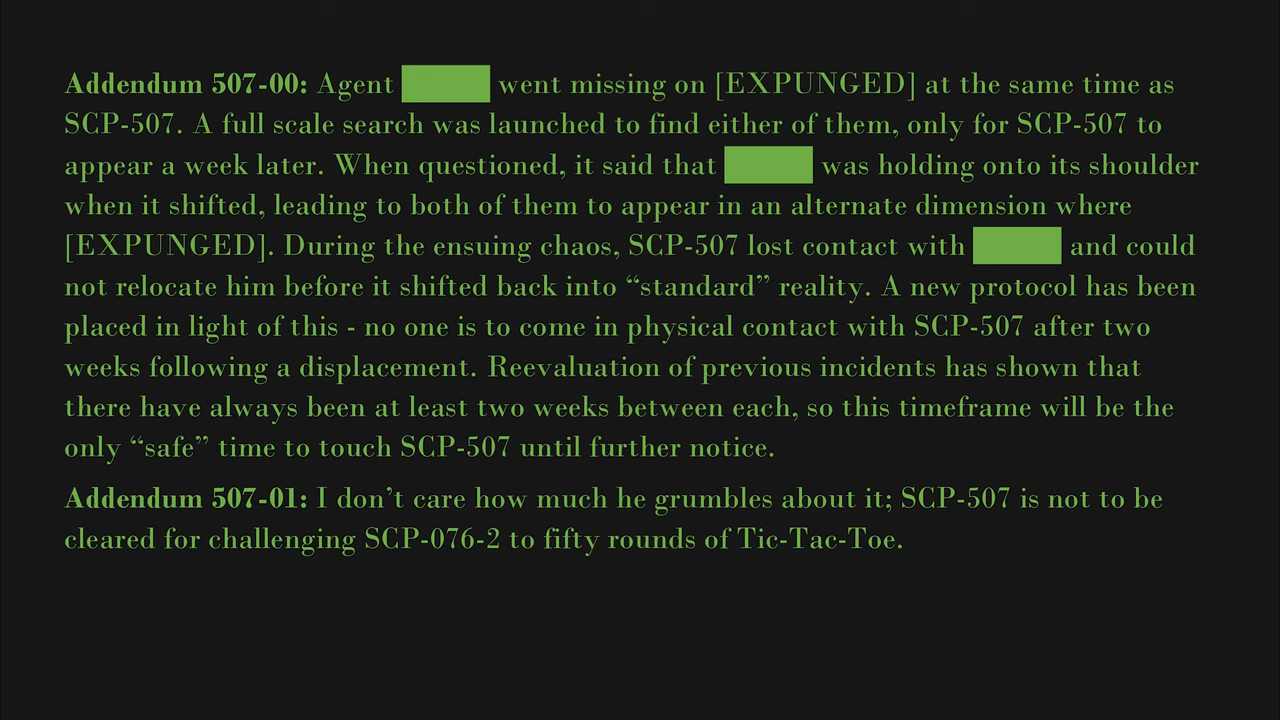 Addendum 507-00: Agent went missing on [EXPUNGED] at the same time as
SCP-507. A full scale search was launched to find either of them, only for SCP-507 to
appear a week later. When questioned, it said that was holding onto its shoulder
when it shifted, leading to both of them to appear in an alternate dimension where
[EXPUNGED]. During the ensuing chaos, SCP-507 lost contact with and could
not relocate him before it shifted back into “standard” reality. A new protocol has been
placed in light of this - no one is to come in physical contact with SCP-507 after two
weeks following a displacement. Reevaluation of previous incidents has shown that
there have always been at least two weeks between each, so this timeframe will be the
only “safe” time to touch SCP-507 until further notice.
Addendum 507-01: I don’t care how much he grumbles about it; SCP-507 is not to be
cleared for challenging SCP-076-2 to fifty rounds of Tic-Tac-Toe.